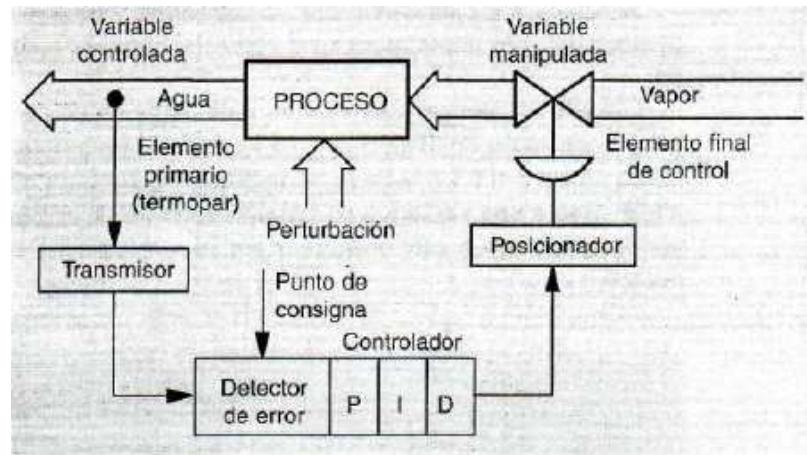 Variable
controlada
Variable
manipulada
Agua
PROCESO
Vapor
Elemento
primario
(termopar)
Elemento final
de control
Perturbación
Posicionador
Transmisor
Punto de
consigna
Controlador
Detector
de error
P I D